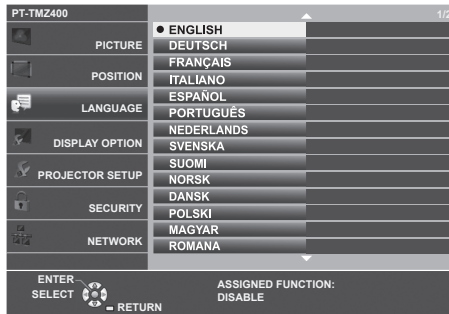 PT-TMZ400
1/2
PICTURE
POSITION
LANGUAGE
DISPLAY OPTION
PROJECTOR SETUP
SECURITY
NETWORK
ENGLISH
DEUTSCH
FRANÇAIS
ITALIANO
ESPAÑOL
PORTUGUÊS
NEDERLANDS
SVENSKA
SUOMI
NORSK
DANSK
POLSKI
MAGYAR
ROMANA
ENTER
SELECT
RETURN
ASSIGNED FUNCTION:
DISABLE